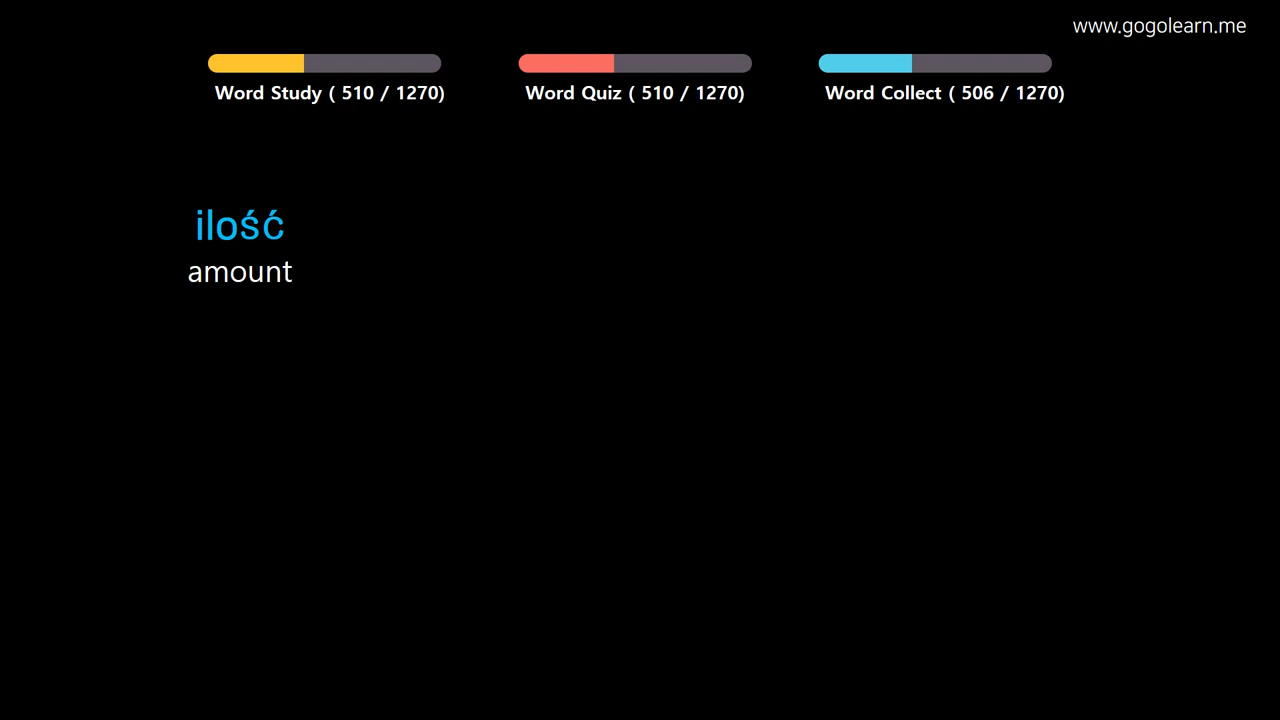 www.gogolearn.me
Word Study ( 510 / 1270)
Word Quiz ( 510 / 1270)
Word Collect ( 506 / 1270)
ilość
amount